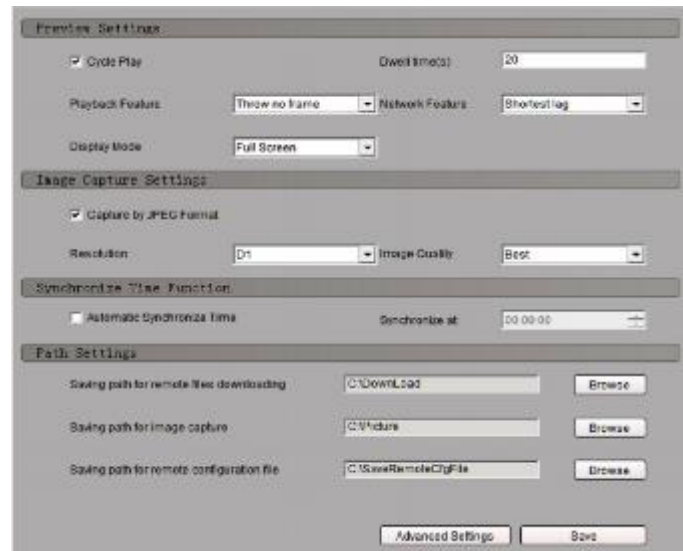 Preview Settings
Cycle Play Dwell time(s) 20
Playback Feature Throw no frame Network Feature Shortest lag
Display Mode Full Screen
Image Capture Settings
Capture by JPEG Format
Resolution D1 Image Quality Best
Synchronize Time Function
Automatic Synchronize Time Synchronize at 00:00:00
Path Settings
Saving path for remote files downloading C:\DownLoad Browse
Saving path for image capture C:\Picture Browse
Saving path for remote configuration file C:\SaveRemoteCfgFile Browse
Advanced Settings Save